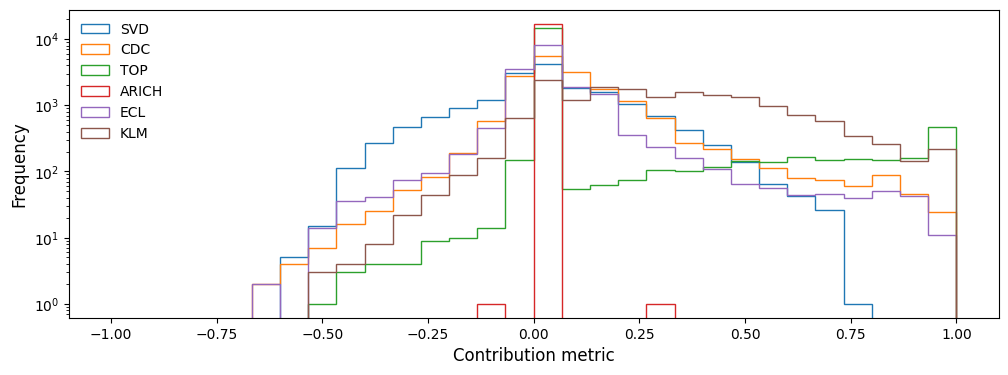 SVD
CDC
TOP
ARICH
ECL
KLM
Frequency
10⁴
10³
10²
10¹
10⁰
−1.00 −0.75 −0.50 −0.25 0.00 0.25 0.50 0.75 1.00
Contribution metric